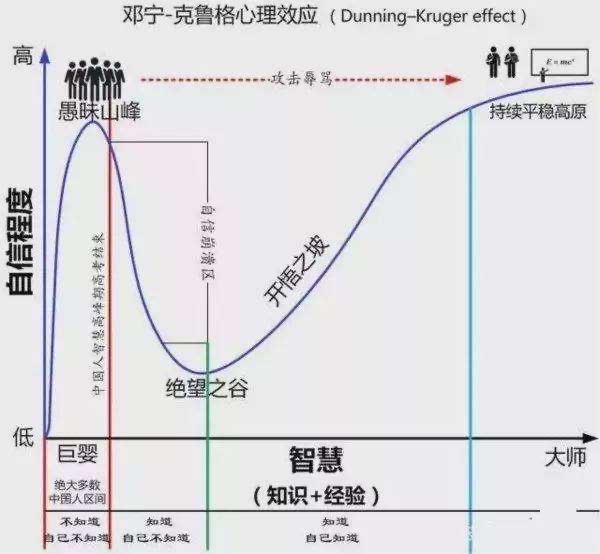 邓宁-克鲁格心理效应（Dunning–Kruger effect）
高
攻击辱骂
E = mc²
愚昧山峰
持续平稳高原
自信程度
中国人智慧高峰期高考结束
自信崩溃区
开悟之坡
绝望之谷
低
巨婴
智慧
大师
绝大多数
中国人区间
（知识+经验）
不知道
自己不知道
知道
自己不知道
知道
自己知道